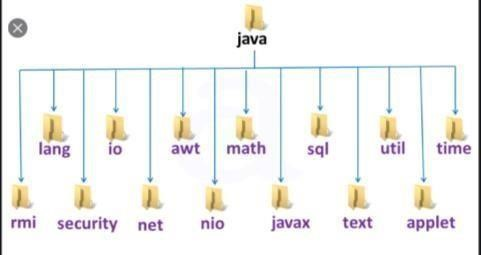 java
lang io awt math sql util time
rmi security net nio javax text applet